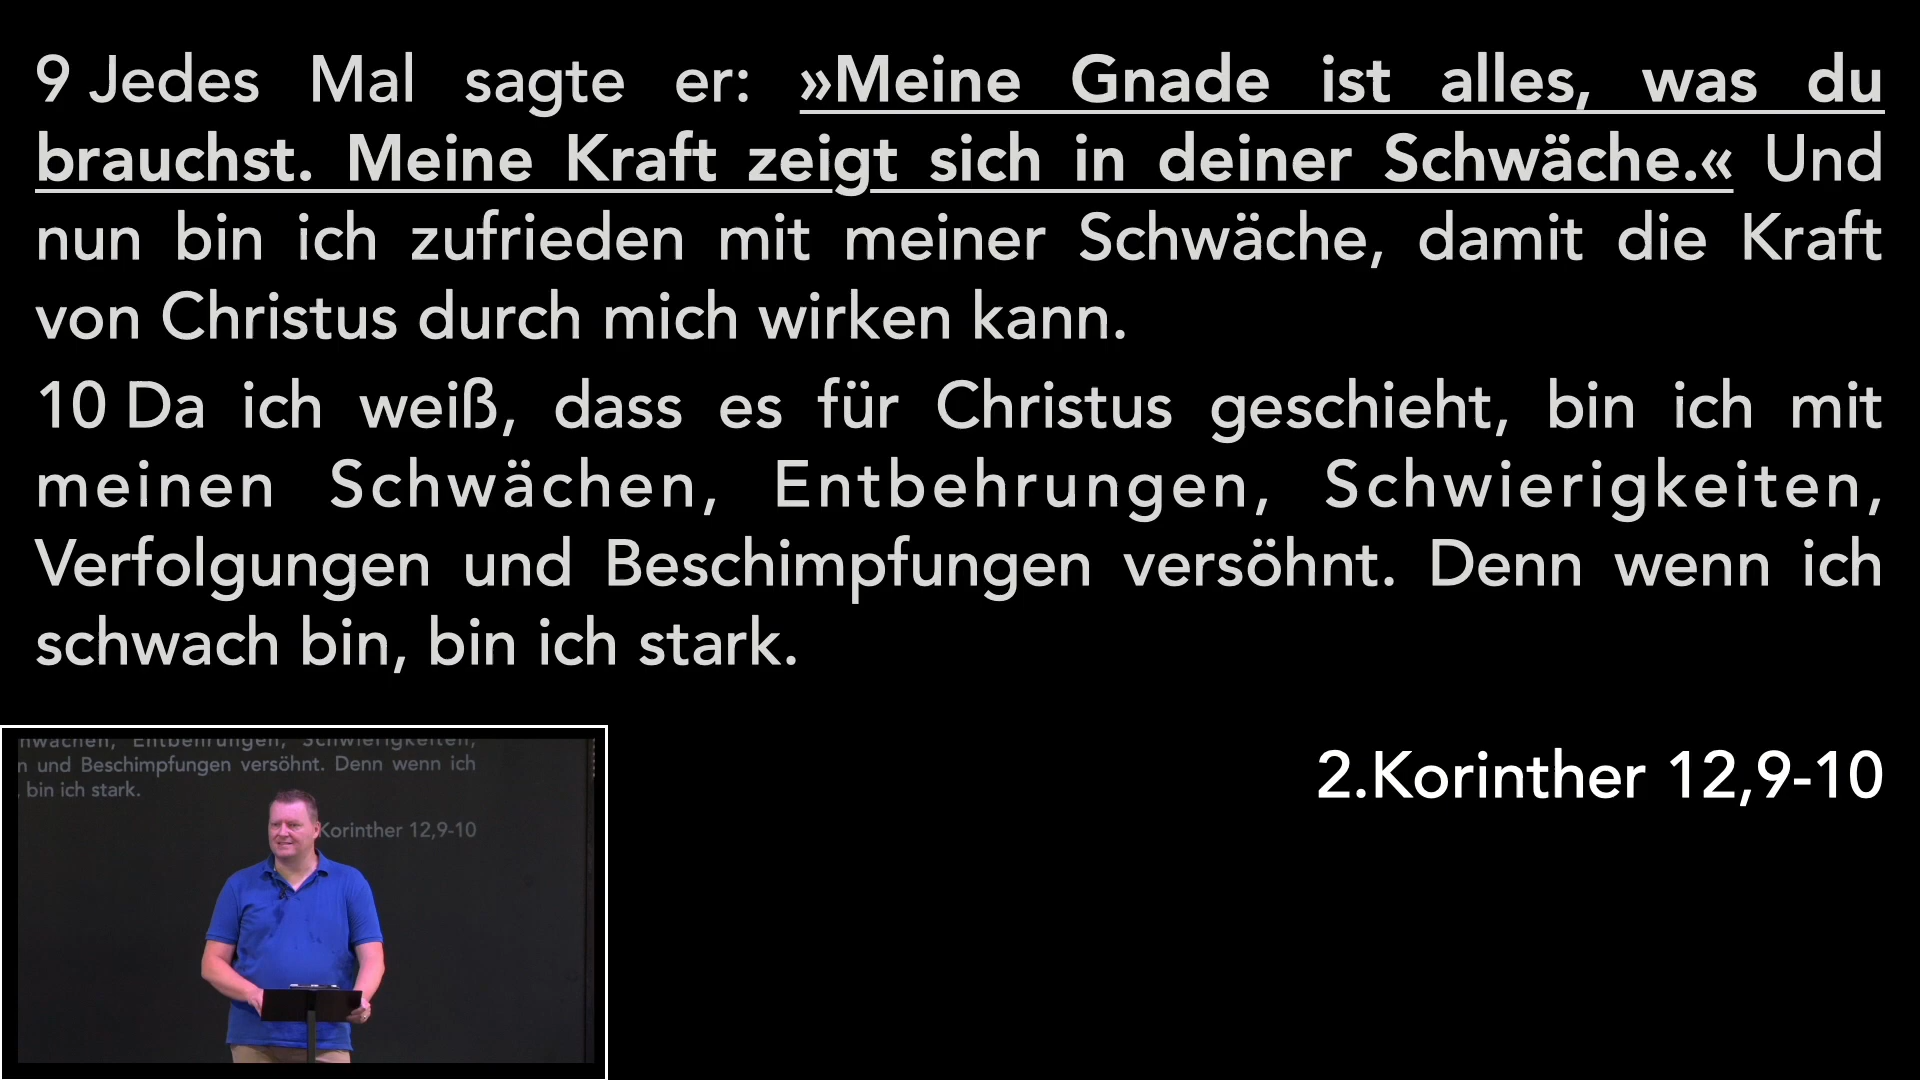 9 Jedes Mal sagte er: »Meine Gnade ist alles, was du
brauchst. Meine Kraft zeigt sich in deiner Schwäche.« Und
nun bin ich zufrieden mit meiner Schwäche, damit die Kraft
von Christus durch mich wirken kann.
10 Da ich weiß, dass es für Christus geschieht, bin ich mit
meinen Schwächen, Entbehrungen, Schwierigkeiten,
Verfolgungen und Beschimpfungen versöhnt. Denn wenn ich
schwach bin, bin ich stark.
2.Korinther 12,9-10
hwächen, Entbehrungen, Schwierigkeiten,
n und Beschimpfungen versöhnt. Denn wenn ich
, bin ich stark.
Korinther 12,9-10